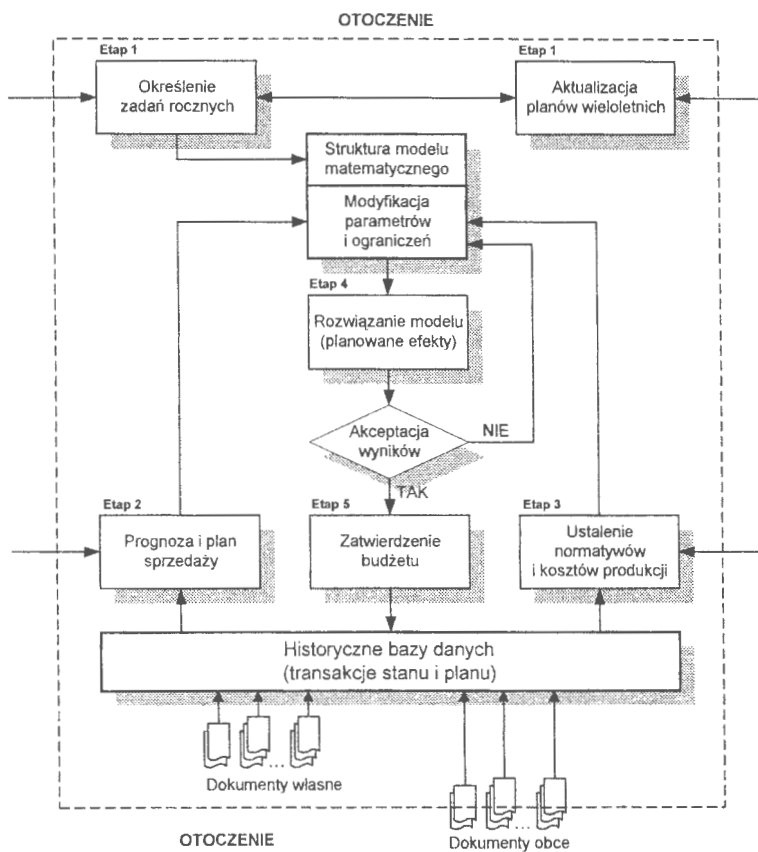 OTOCZENIE
Etap 1
Określenie
zadań rocznych
Etap 1
Aktualizacja
planów wieloletnich
Struktura modelu
matematycznego
Modyfikacja
parametrów
i ograniczeń
Etap 4
Rozwiązanie modelu
(planowane efekty)
Akceptacja
wyników
NIE
TAK
Etap 2
Prognoza i plan
sprzedaży
Etap 5
Zatwierdzenie
budżetu
Etap 3
Ustalenie
normatywów
i kosztów produkcji
Historyczne bazy danych
(transakcje stanu i planu)
...
Dokumenty własne
...
Dokumenty obce
OTOCZENIE